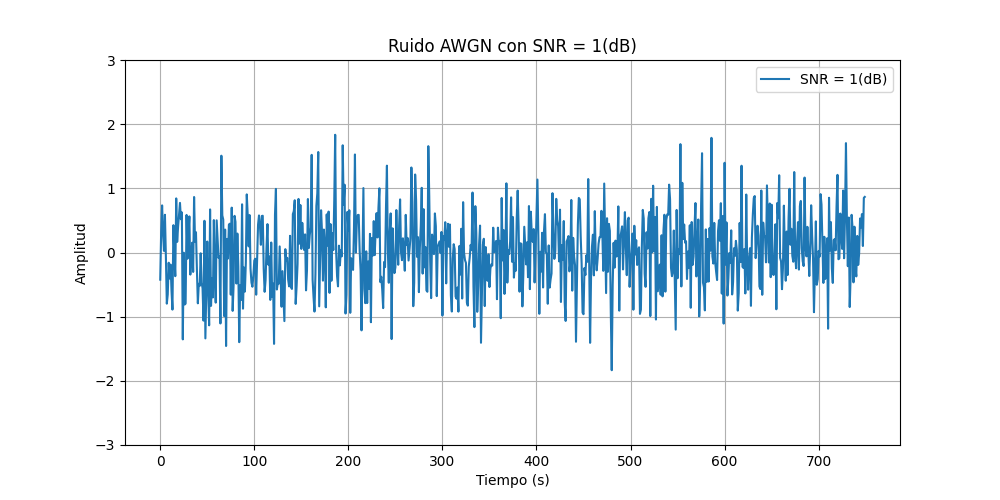 Ruido AWGN con SNR = 1(dB)
SNR = 1(dB)
3
2
1
0
−1
−2
−3
Amplitud
0 100 200 300 400 500 600 700
Tiempo (s)